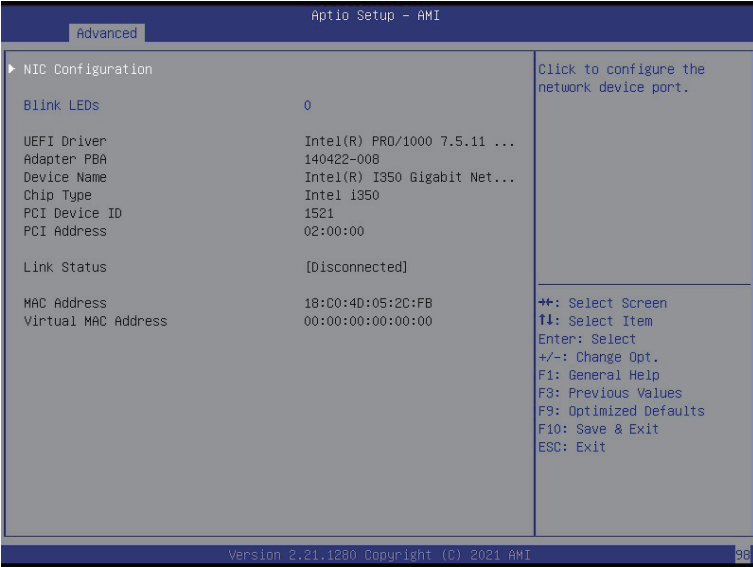 Aptio Setup – AMI
Advanced
NIC Configuration
Blink LEDs 0
UEFI Driver Intel(R) PRO/1000 7.5.11 ...
Adapter PBA 140422-008
Device Name Intel(R) I350 Gigabit Net...
Chip Type Intel i350
PCI Device ID 1521
PCI Address 02:00:00
Link Status [Disconnected]
MAC Address 18:C0:4D:05:2C:FB
Virtual MAC Address 00:00:00:00:00:00
Click to configure the
network device port.
→←: Select Screen
↑↓: Select Item
Enter: Select
+/-: Change Opt.
F1: General Help
F3: Previous Values
F9: Optimized Defaults
F10: Save & Exit
ESC: Exit
Version 2.21.1280 Copyright (C) 2021 AMI
98